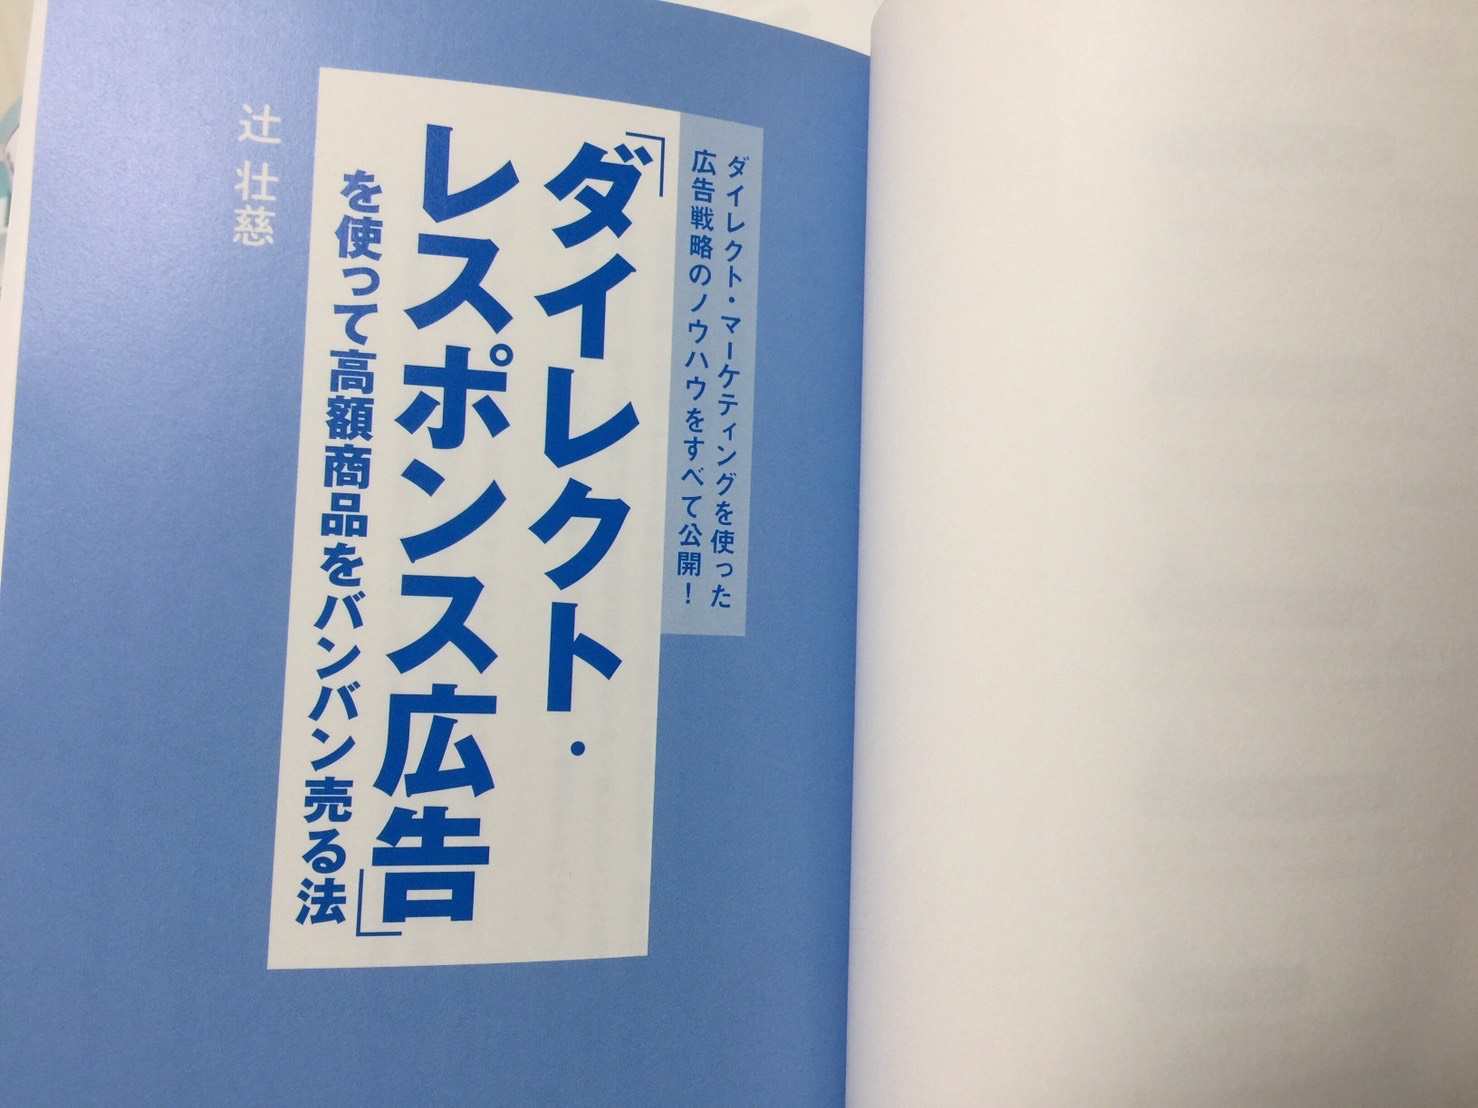 ダイレクト・マーケティングを使った
広告戦略のノウハウをすべて公開！
「ダイレクト・
レスポンス広告」
を使って高額商品をバンバン売る法
辻 壮慈